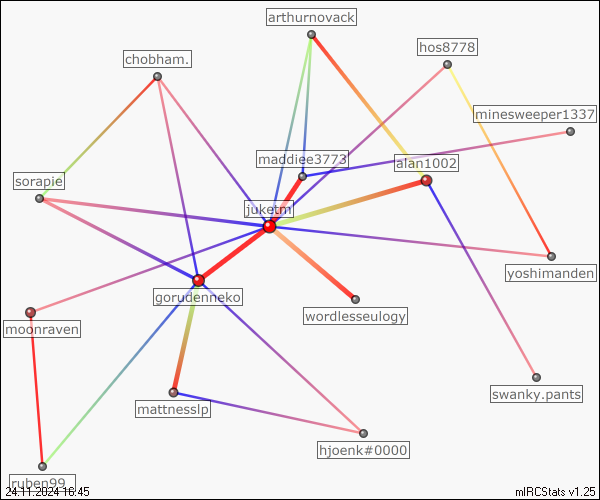 arthurnovack
hos8778
chobham.
minesweeper1337
maddiee3773
alan1002
sorapie
juketm
yoshimanden
gorudenneko
wordlesseulogy
moonraven
swanky.pants
mattnesslp
hjoenk#0000
ruben99_
24.11.2024 16:45
mIRCStats v1.25